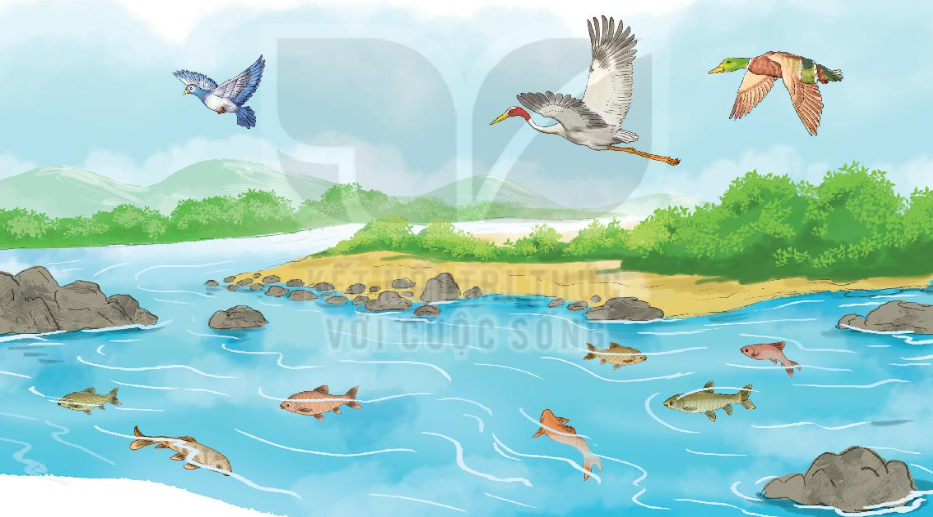 KẾT NỐI TRI THỨC
VỚI CUỘC SỐNG